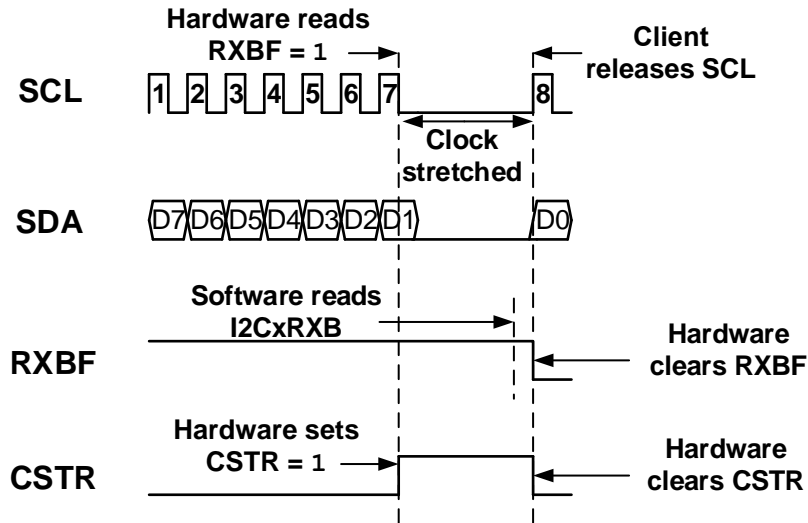 Hardware reads
RXBF = 1
Client
releases SCL
SCL
1 2 3 4 5 6 7 8
Clock
stretched
SDA
D7 D6 D5 D4 D3 D2 D1 D0
Software reads
I2CxRXB
RXBF
Hardware
clears RXBF
Hardware sets
CSTR = 1
CSTR
Hardware
clears CSTR